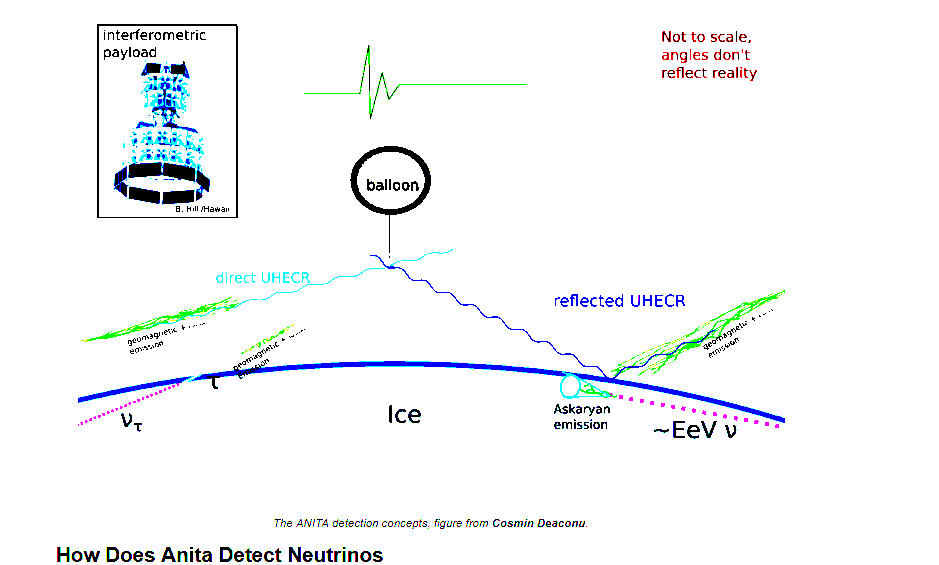 interferometric
payload
B. Hill /Hawaii
Not to scale,
angles don't
reflect reality
balloon
direct UHECR
reflected UHECR
geomagnetic +
emission
geomagnetic +
emission
geomagnetic +
emission
τ
ντ
Ice
Askaryan
emission
~EeV ν
The ANITA detection concepts, figure from Cosmin Deaconu.
How Does Anita Detect Neutrinos